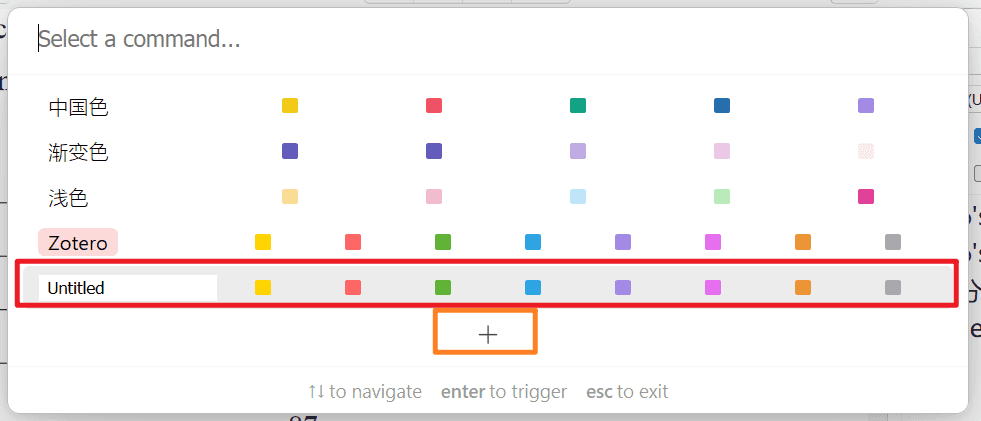 Select a command...
中国色
渐变色
浅色
Zotero
Untitled
+
↑↓ to navigate enter to trigger esc to exit